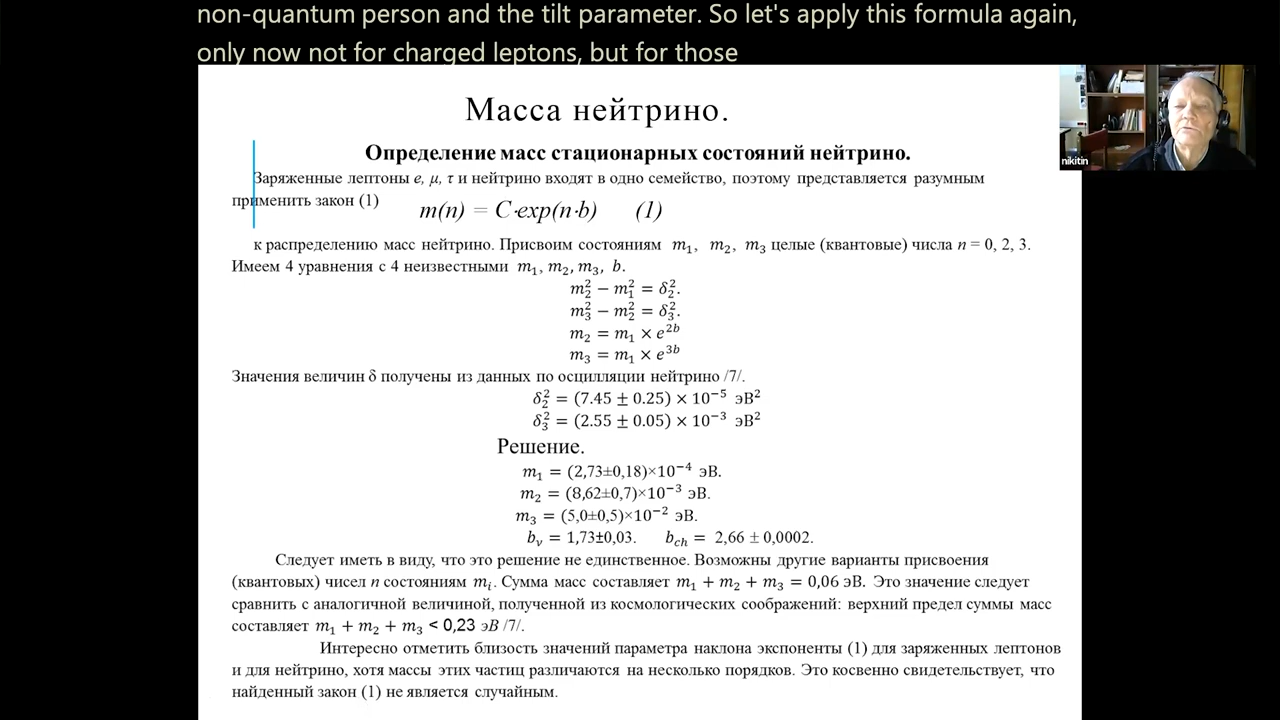 non-quantum person and the tilt parameter. So let's apply this formula again,
only now not for charged leptons, but for those
nikitin
Масса нейтрино.
Определение масс стационарных состояний нейтрино.
Заряженные лептоны e, μ, τ и нейтрино входят в одно семейство, поэтому представляется разумным
применить закон (1)
m(n) = C·exp(n·b) (1)
к распределению масс нейтрино. Присвоим состояниям m₁, m₂, m₃ целые (квантовые) числа n = 0, 2, 3.
Имеем 4 уравнения с 4 неизвестными m₁, m₂, m₃, b.
m₂² − m₁² = δ₂².
m₃² − m₂² = δ₃².
m₂ = m₁ × e²ᵇ
m₃ = m₁ × e³ᵇ
Значения величин δ получены из данных по осцилляции нейтрино /7/.
δ₂² = (7.45 ± 0.25) × 10⁻⁵ эВ²
δ₃² = (2.55 ± 0.05) × 10⁻³ эВ²
Решение.
m₁ = (2,73±0,18)×10⁻⁴ эВ.
m₂ = (8,62±0,7)×10⁻³ эВ.
m₃ = (5,0±0,5)×10⁻² эВ.
b_ν = 1,73±0,03. b_ch = 2,66 ± 0,0002.
Следует иметь в виду, что это решение не единственное. Возможны другие варианты присвоения
(квантовых) чисел n состояниям mᵢ. Сумма масс составляет m₁ + m₂ + m₃ = 0,06 эВ. Это значение следует
сравнить с аналогичной величиной, полученной из космологических соображений: верхний предел суммы масс
составляет m₁ + m₂ + m₃ < 0,23 эВ /7/.
Интересно отметить близость значений параметра наклона экспоненты (1) для заряженных лептонов
и для нейтрино, хотя массы этих частиц различаются на несколько порядков. Это косвенно свидетельствует, что
найденный закон (1) не является случайным.